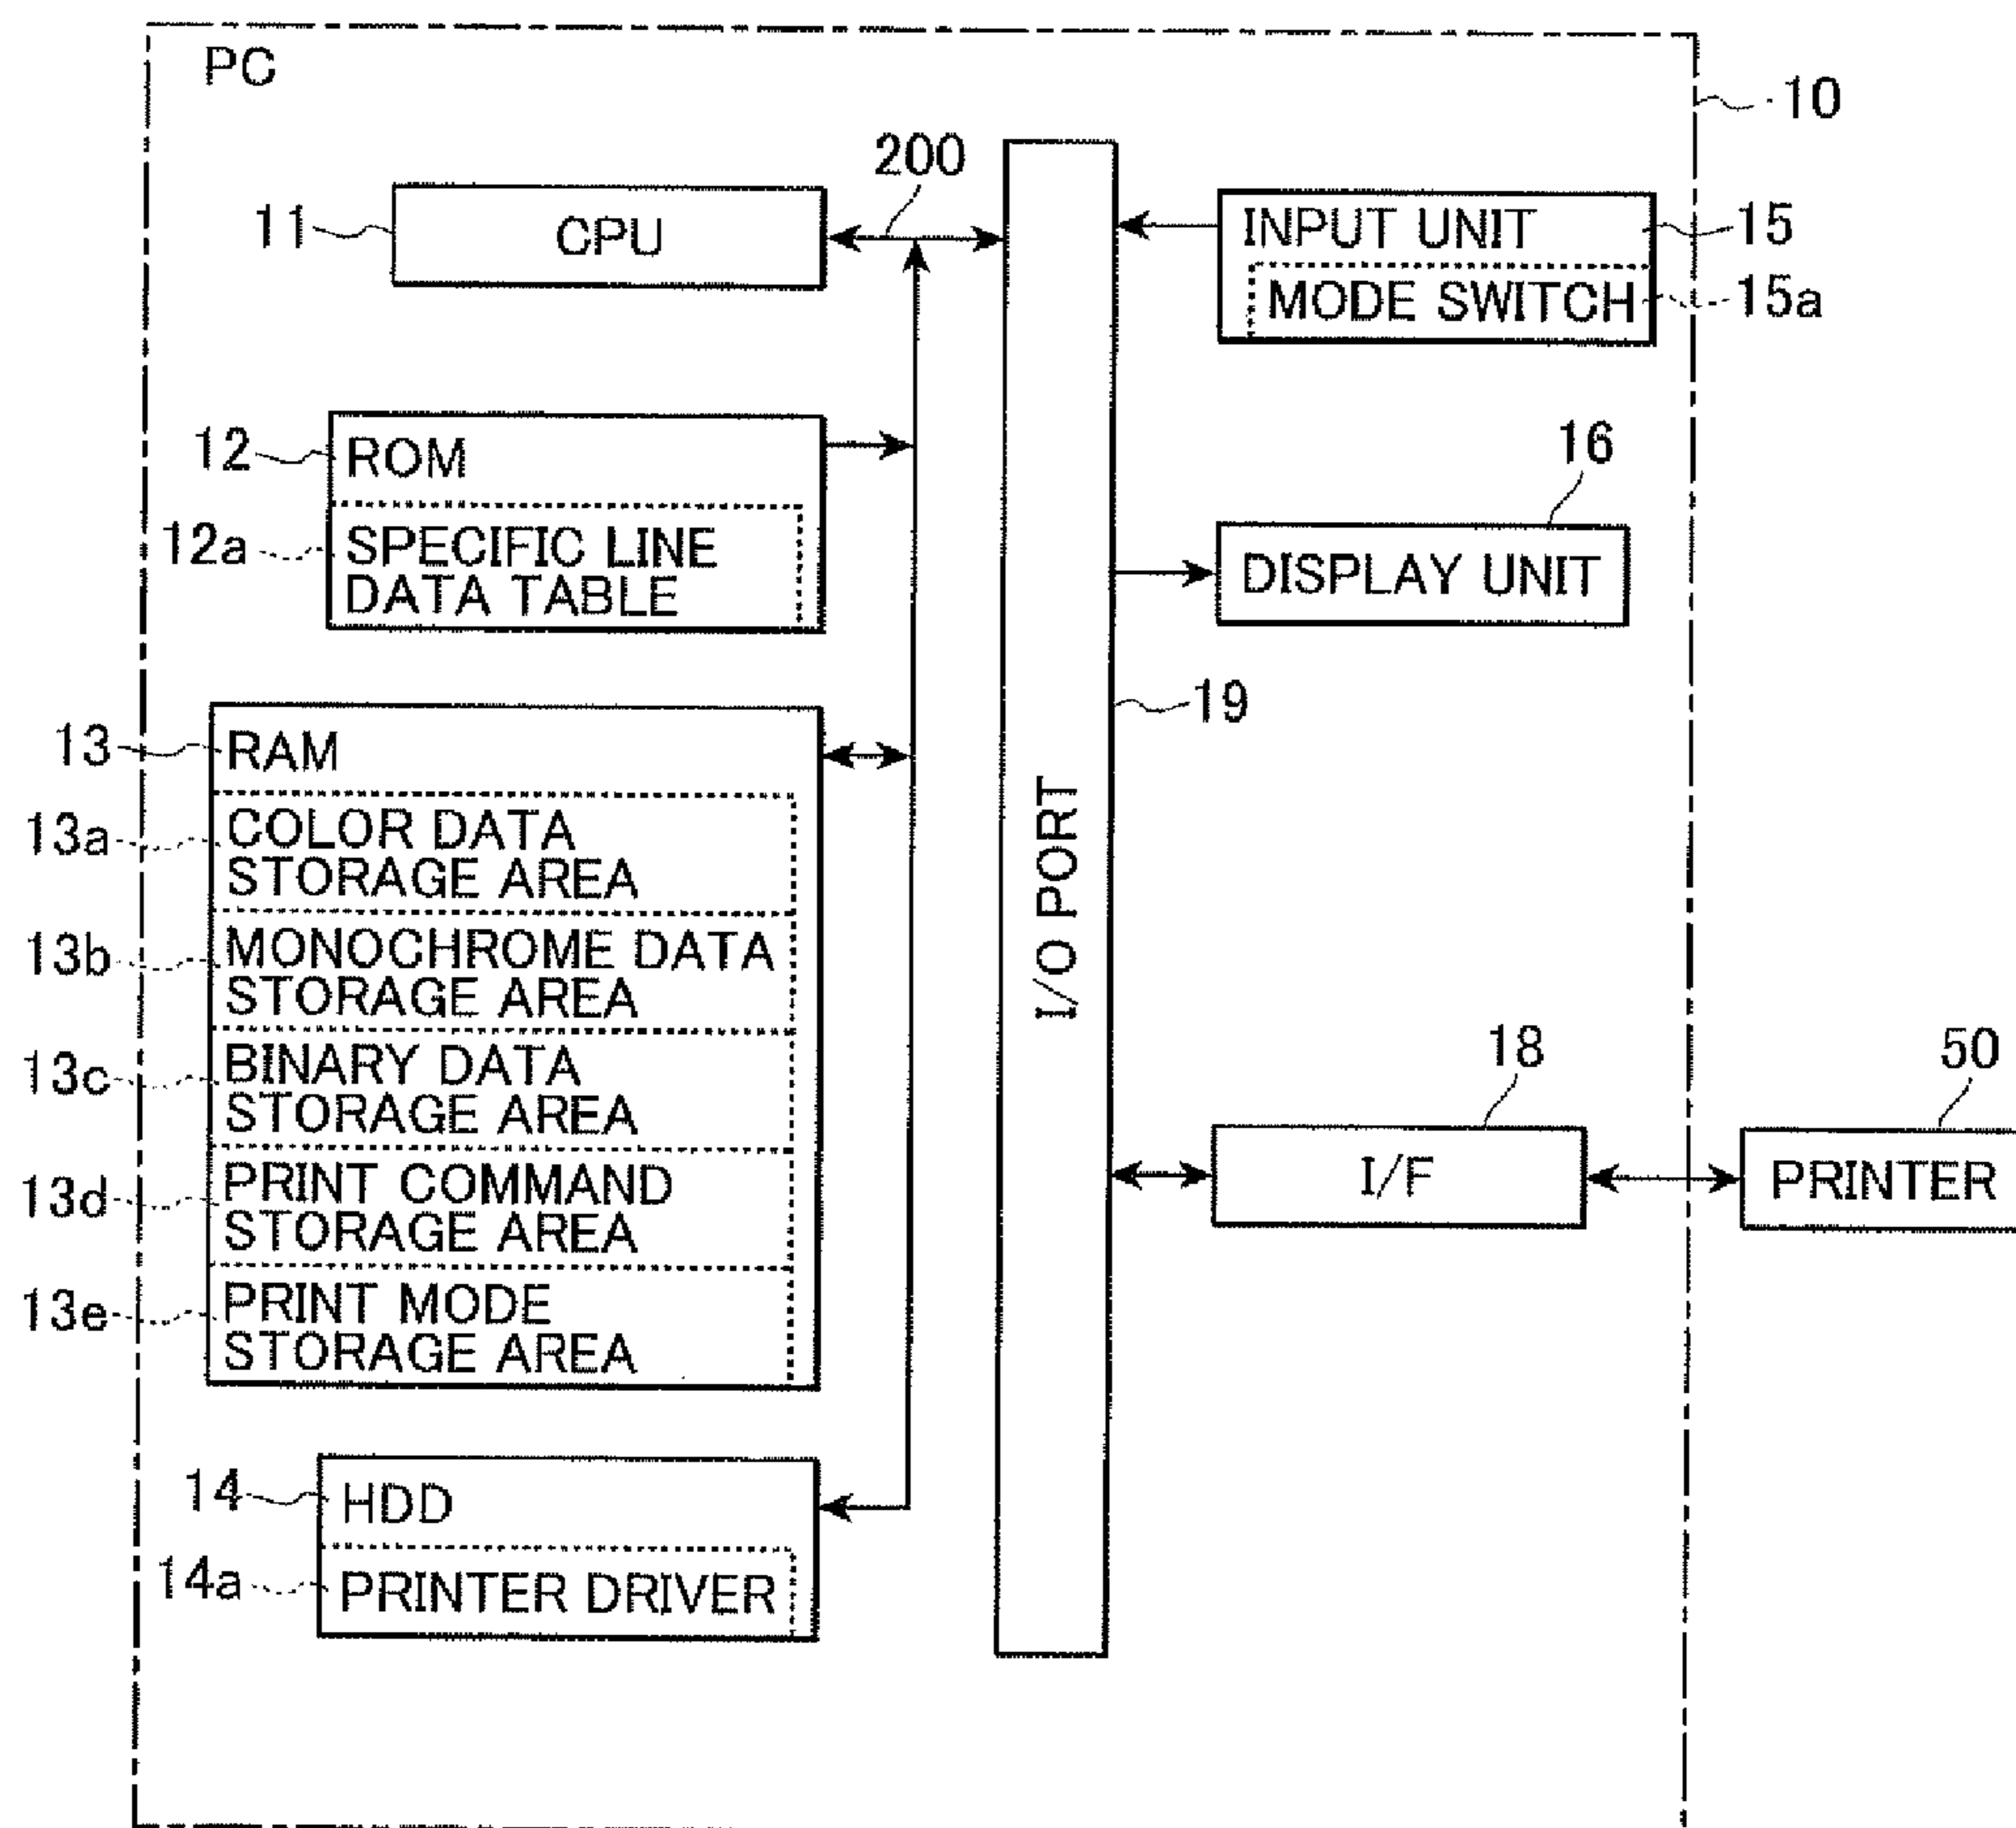 PC
10
200
11
CPU
INPUT UNIT
15
MODE SWITCH
15a
12
ROM
12a
SPECIFIC LINE
DATA TABLE
16
DISPLAY UNIT
19
13
RAM
13a
COLOR DATA
STORAGE AREA
13b
MONOCHROME DATA
STORAGE AREA
13c
BINARY DATA
STORAGE AREA
13d
PRINT COMMAND
STORAGE AREA
13e
PRINT MODE
STORAGE AREA
I/O PORT
18
I/F
50
PRINTER
14
HDD
14a
PRINTER DRIVER